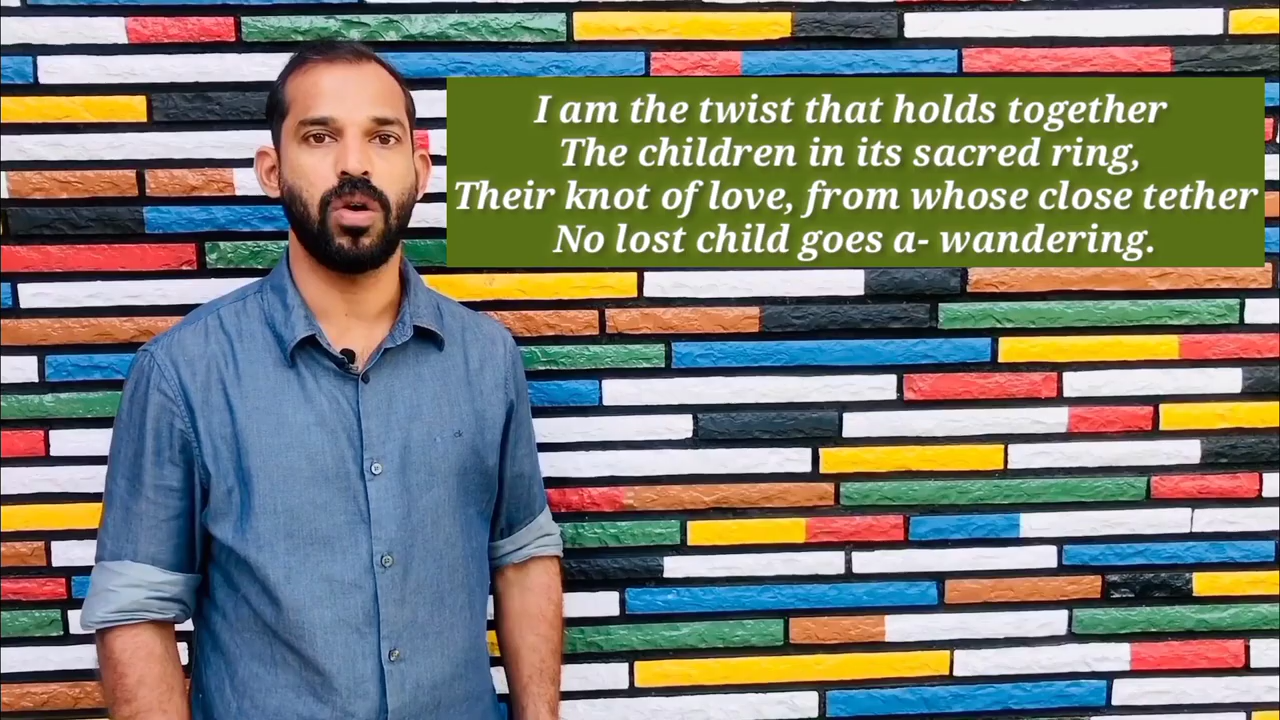 I am the twist that holds together
The children in its sacred ring,
Their knot of love, from whose close tether
No lost child goes a- wandering.